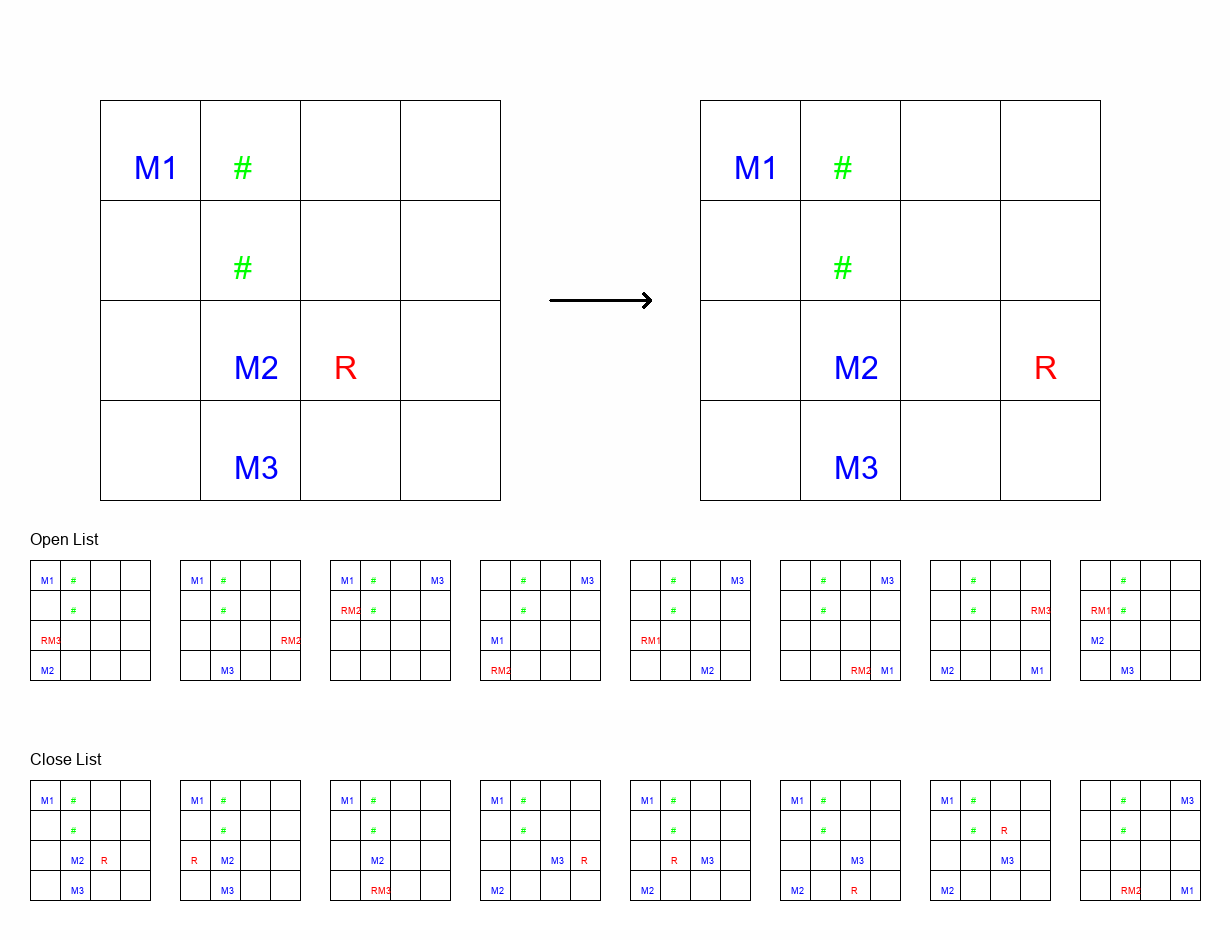 M1 # M1 #
# #
M2 R M2 R
M3 M3
Open List
M1 # M1 # M1 # M3 # M3 # M3 # M3 # #
# # RM2 # # # # # RM3 RM1 #
RM3 RM2 M1 RM1 M2
M2 M3 RM2 M2 RM2 M1 M2 M1 M3
Close List
M1 # M1 # M1 # M1 # M1 # M1 # M1 # # M3
# # # # # # # R #
M2 R R M2 M2 M3 R R M3 M3 M3
M3 M3 RM3 M2 M2 M2 R M2 RM2 M1